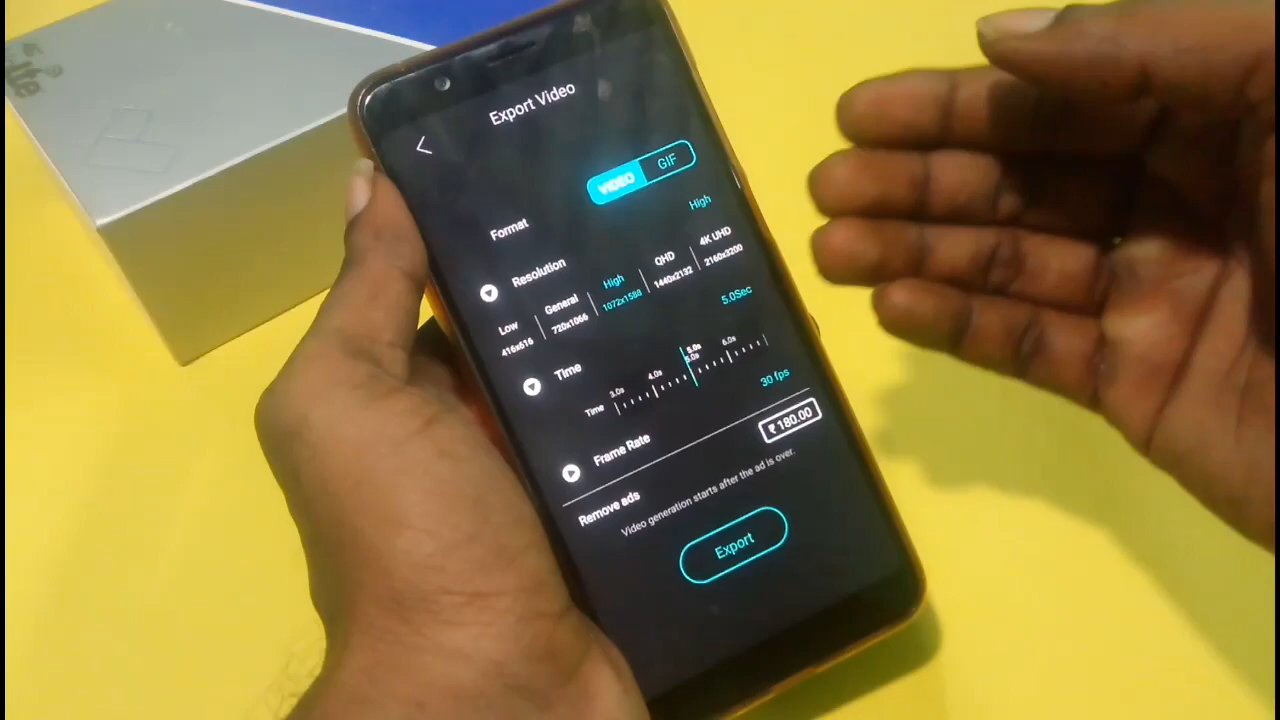 Export Video
VIDEO GIF
Format
High
Resolution
Low General High QHD 4K UHD
416x616 720x1066 1072x1588 1440x2132 2160x3200
5.0Sec
Time
3.0s 4.0s 5.0s 6.0s
5.0s
Time
30 fps
Frame Rate
₹ 180.00
Remove ads
Video generation starts after the ad is over.
Export